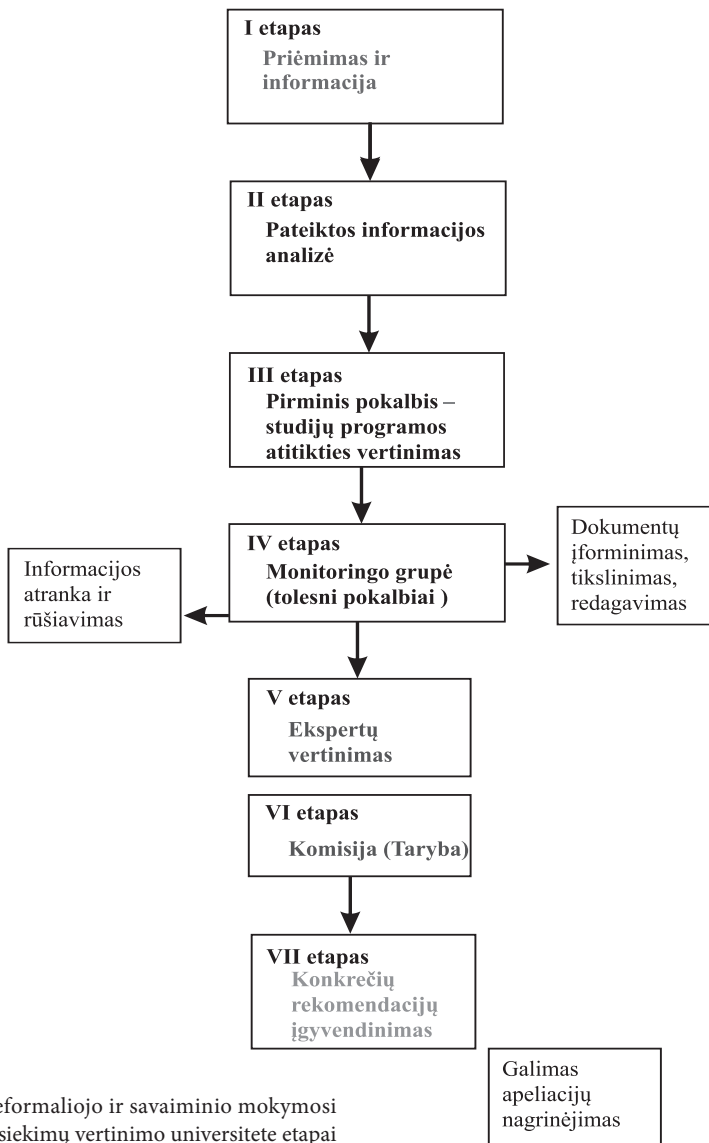 I etapas
Priėmimas ir
informacija
II etapas
Pateiktos informacijos
analizė
III etapas
Pirminis pokalbis –
studijų programos
atitikties vertinimas
IV etapas
Monitoringo grupė
(tolesni pokalbiai )
Informacijos
atranka ir
rūšiavimas
Dokumentų
įforminimas,
tikslinimas,
redagavimas
V etapas
Ekspertų
vertinimas
VI etapas
Komisija (Taryba)
VII etapas
Konkrečių
rekomendacijų
įgyvendinimas
Galimas
apeliacijų
nagrinėjimas
eformaliojo ir savaiminio mokymosi
siekimų vertinimo universitete etapai